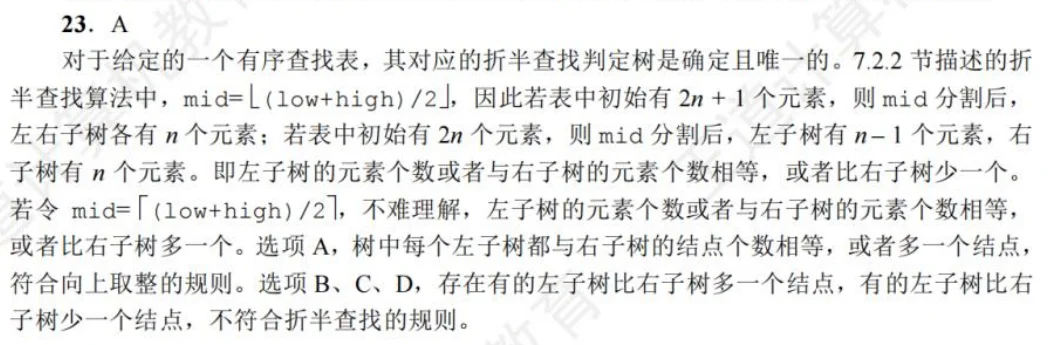 23．A
对于给定的一个有序查找表，其对应的折半查找判定树是确定且唯一的。7.2.2 节描述的折
半查找算法中，mid=⌊(low+high)/2⌋，因此若表中初始有 2n + 1 个元素，则 mid 分割后，
左右子树各有 n 个元素；若表中初始有 2n 个元素，则 mid 分割后，左子树有 n – 1 个元素，右
子树有 n 个元素。即左子树的元素个数或者与右子树的元素个数相等，或者比右子树少一个。
若令 mid=⌈(low+high)/2⌉，不难理解，左子树的元素个数或者与右子树的元素个数相等，
或者比右子树多一个。选项 A，树中每个左子树都与右子树的结点个数相等，或者多一个结点，
符合向上取整的规则。选项 B、C、D，存在有的左子树比右子树多一个结点，有的左子树比右
子树少一个结点，不符合折半查找的规则。